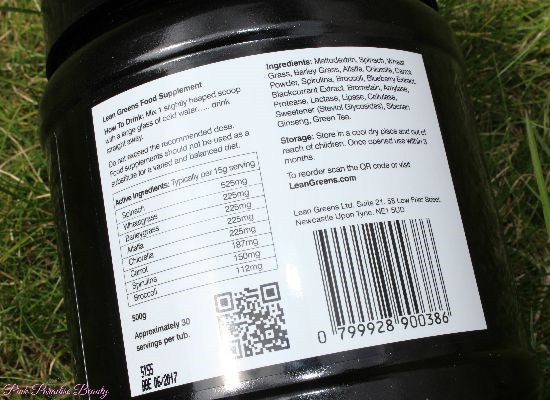 Lean Greens Food Supplement
How To Drink: Mix 1 slightly heaped scoop
with a large glass of cold water..... drink
straight away.
Do not exceed the recommended dose.
Food supplements should not be used as a
substitute for a varied and balanced diet.
Active Ingredients: Typically per 15g serving
Spinach 525mg
Wheatgrass 225mg
Barleygrass 225mg
Alfalfa 225mg
Chlorella 225mg
Carrot 187mg
Spirulina 150mg
Broccoli 112mg
500g
Approximately 30
servings per tub.
5155
BBE 06/2017
Ingredients: Maltodextrin, Spinach, Wheat
Grass, Barley Grass, Alfalfa, Chlorella, Carrot
Powder, Spirulina, Broccoli, Blueberry Extract,
Blackcurrant Extract, Bromelain, Amylase,
Protease, Lactase, Lipase, Cellulase,
Sweetener (Steviol Glycosides), Siberian
Ginseng, Green Tea.
Storage: Store in a cool dry place and out of
reach of children. Once opened use within 3
months.
To reorder scan the QR code or visit
LeanGreens.com
Lean Greens Ltd, Suite 21, 55 Low Friar Street,
Newcastle Upon Tyne, NE1 5UD
0 799928 900386
Pink Paradise Beauty